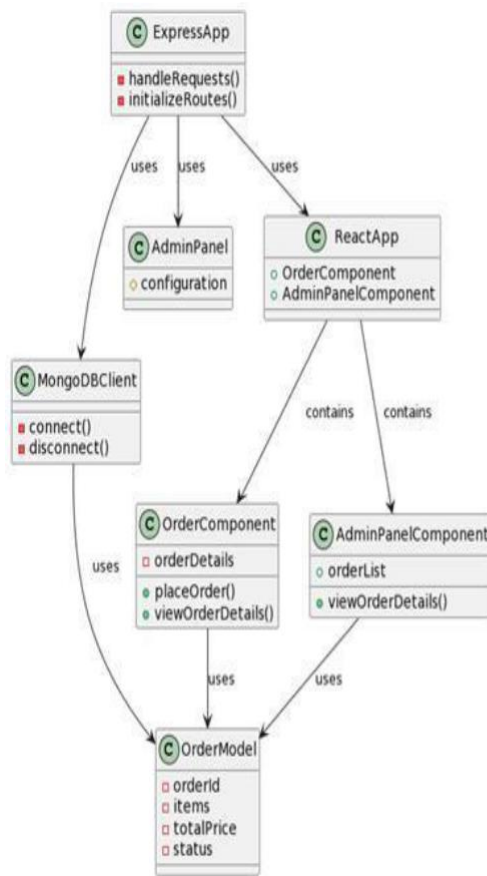 C ExpressApp
handleRequests()
initializeRoutes()
uses
uses
uses
C AdminPanel
configuration
C ReactApp
OrderComponent
AdminPanelComponent
C MongoDBClient
connect()
disconnect()
contains
contains
C OrderComponent
orderDetails
placeOrder()
viewOrderDetails()
C AdminPanelComponent
orderList
viewOrderDetails()
uses
uses
uses
C OrderModel
orderId
items
totalPrice
status